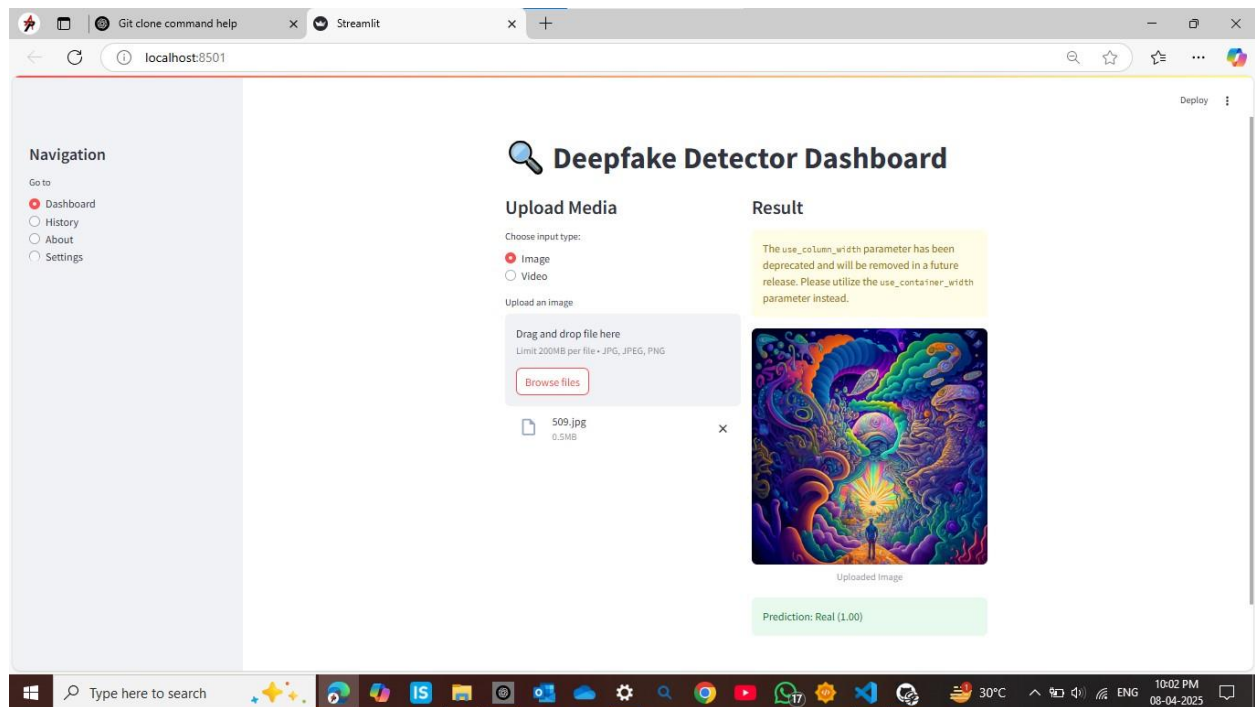 Git clone command help
Streamlit
localhost:8501
Deploy
Navigation
Go to
Dashboard
History
About
Settings
Deepfake Detector Dashboard
Upload Media
Choose input type:
Image
Video
Upload an image
Drag and drop file here
Limit 200MB per file • JPG, JPEG, PNG
Browse files
509.jpg
0.5MB
Result
The use_column_width parameter has been
deprecated and will be removed in a future
release. Please utilize the use_container_width
parameter instead.
Uploaded Image
Prediction: Real (1.00)
Type here to search
IS
17
30°C
ENG
10:02 PM
08-04-2025